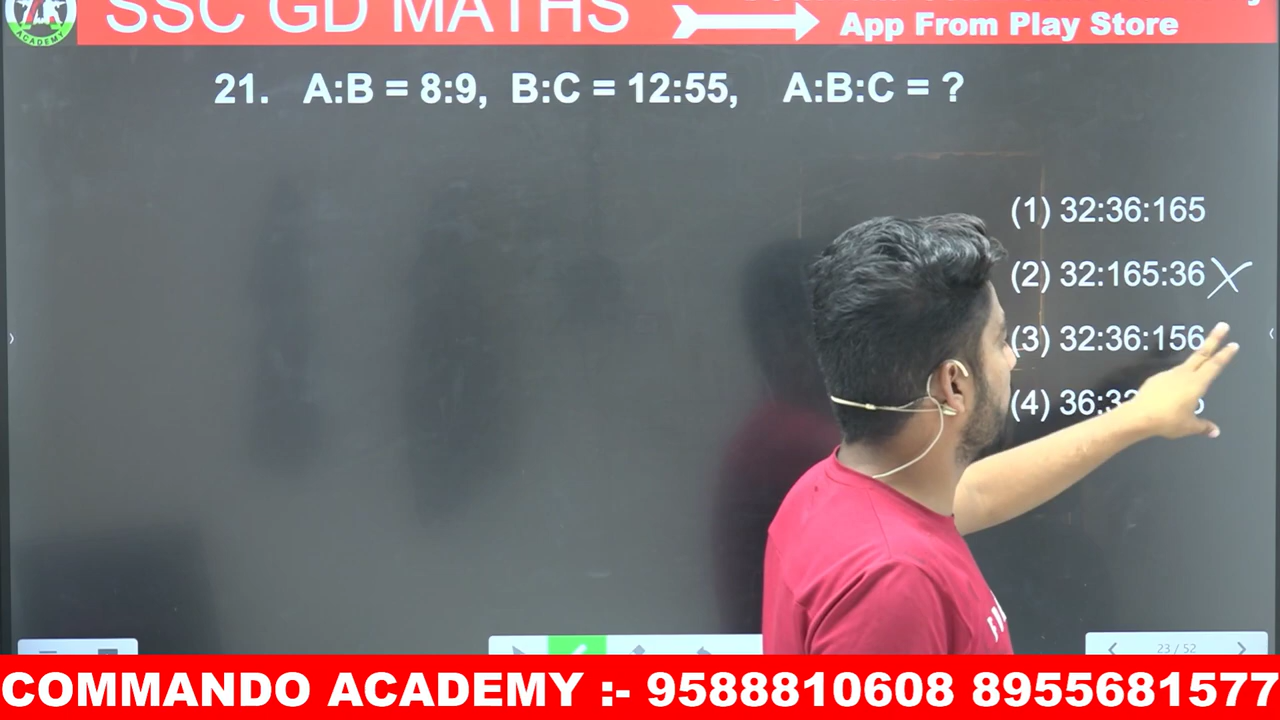 ACADEMY
SSC GD MATHS
App From Play Store
21. A:B = 8:9, B:C = 12:55, A:B:C = ?
(1) 32:36:165
(2) 32:165:36
(3) 32:36:156
(4) 36:32
23 / 52
COMMANDO ACADEMY :- 9588810608 8955681577